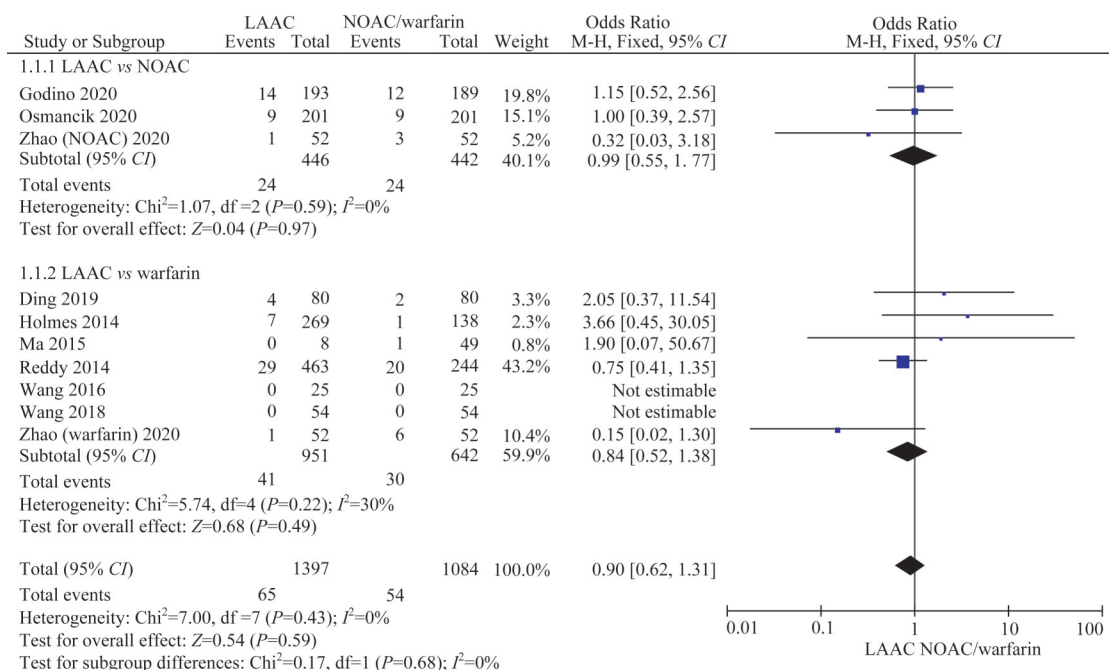 LAAC NOAC/warfarin Odds Ratio Odds Ratio
Study or Subgroup Events Total Events Total Weight M-H, Fixed, 95% CI M-H, Fixed, 95% CI
1.1.1 LAAC vs NOAC
Godino 2020 14 193 12 189 19.8% 1.15 [0.52, 2.56]
Osmancik 2020 9 201 9 201 15.1% 1.00 [0.39, 2.57]
Zhao (NOAC) 2020 1 52 3 52 5.2% 0.32 [0.03, 3.18]
Subtotal (95% CI) 446 442 40.1% 0.99 [0.55, 1. 77]
Total events 24 24
Heterogeneity: Chi²=1.07, df =2 (P=0.59); I²=0%
Test for overall effect: Z=0.04 (P=0.97)
1.1.2 LAAC vs warfarin
Ding 2019 4 80 2 80 3.3% 2.05 [0.37, 11.54]
Holmes 2014 7 269 1 138 2.3% 3.66 [0.45, 30.05]
Ma 2015 0 8 1 49 0.8% 1.90 [0.07, 50.67]
Reddy 2014 29 463 20 244 43.2% 0.75 [0.41, 1.35]
Wang 2016 0 25 0 25 Not estimable
Wang 2018 0 54 0 54 Not estimable
Zhao (warfarin) 2020 1 52 6 52 10.4% 0.15 [0.02, 1.30]
Subtotal (95% CI) 951 642 59.9% 0.84 [0.52, 1.38]
Total events 41 30
Heterogeneity: Chi²=5.74, df=4 (P=0.22); I²=30%
Test for overall effect: Z=0.68 (P=0.49)
Total (95% CI) 1397 1084 100.0% 0.90 [0.62, 1.31]
Total events 65 54
Heterogeneity: Chi²=7.00, df =7 (P=0.43); I²=0%
Test for overall effect: Z=0.54 (P=0.59)
Test for subgroup differences: Chi²=0.17, df=1 (P=0.68); I²=0%
0.01 0.1 1 10 100
LAAC NOAC/warfarin